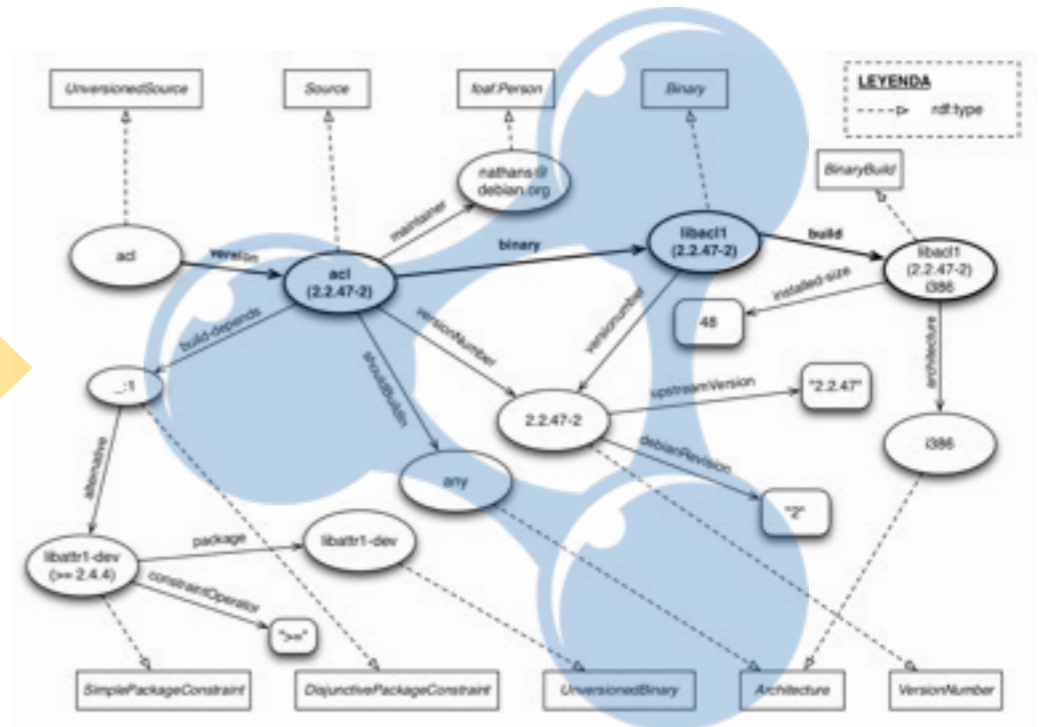 UnversionedSource
Source
foaf:Person
Binary
LEYENDA
rdf:type
BinaryBuild
nathans@
debian.org
maintainer
acl
version
acl
(2.2.47-2)
binary
libacl1
(2.2.47-2)
build
libacl1
(2.2.47-2)
i386
installed-size
48
build-depends
versionNumber
versionumber
shouldBuildIn
architecture
_:1
upstreamVersion
"2.2.47"
2.2.47-2
debianRevision
i386
alternative
any
"2"
libattr1-dev
(>= 2.4.4)
package
libattr1-dev
constraintOperator
">="
SimplePackageConstraint
DisjunctivePackageConstraint
UnversionedBinary
Architecture
VersionNumber